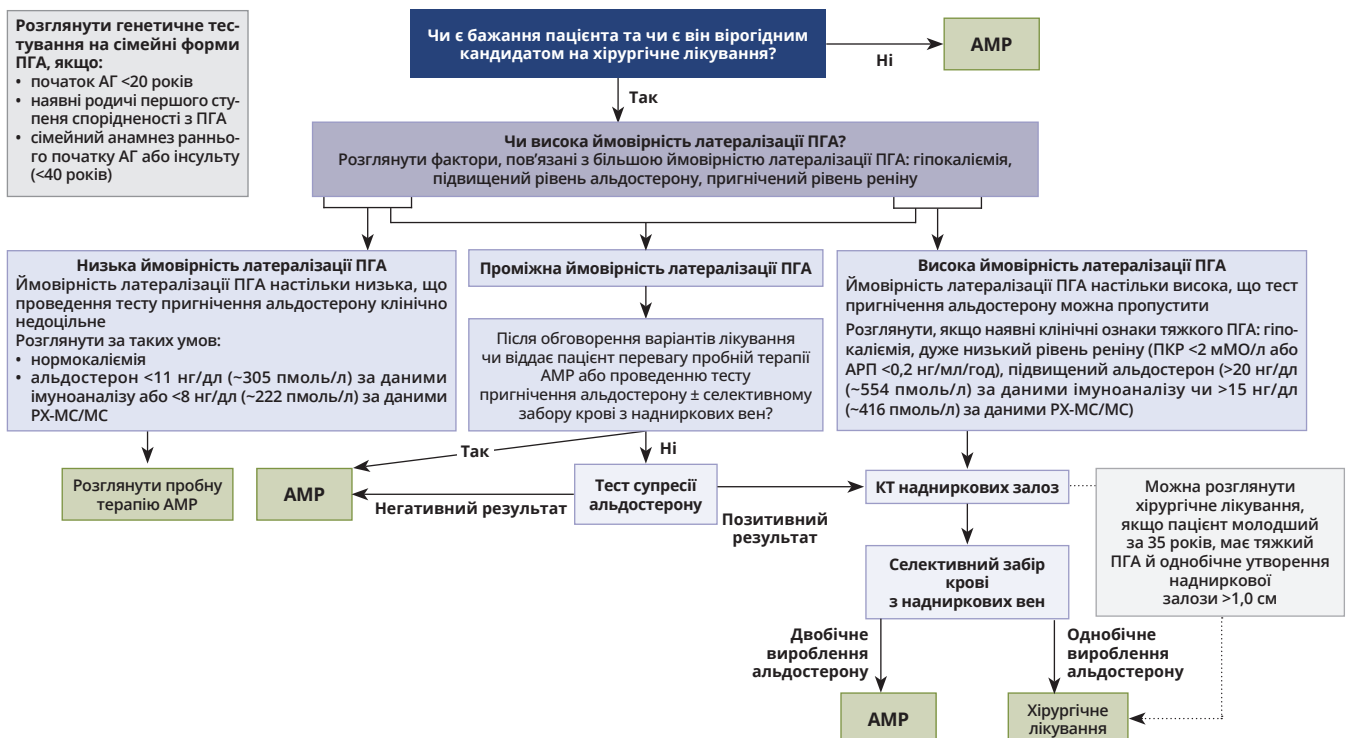 Розглянути генетичне тес-
тування на сімейні форми
ПГА, якщо:
• початок АГ <20 років
• наявні родичі першого сту-
пеня спорідненості з ПГА
• сімейний анамнез ранньо-
го початку АГ або інсульту
(<40 років)
Чи є бажання пацієнта та чи є він вірогідним
кандидатом на хірургічне лікування?
Ні
АМР
Так
Чи висока ймовірність латералізації ПГА?
Розглянути фактори, пов’язані з більшою ймовірністю латералізації ПГА: гіпокаліємія,
підвищений рівень альдостерону, пригнічений рівень реніну
Низька ймовірність латералізації ПГА
Ймовірність латералізації ПГА настільки низька, що
проведення тесту пригнічення альдостерону клінічно
недоцільне
Розглянути за таких умов:
• нормокаліємія
• альдостерон <11 нг/дл (~305 пмоль/л) за даними
імуноаналізу або <8 нг/дл (~222 пмоль/л) за даними
РХ-МС/МС
Проміжна ймовірність латералізації ПГА
Після обговорення варіантів лікування
чи віддає пацієнт перевагу пробній терапії
АМР або проведенню тесту
пригнічення альдостерону ± селективному
забору крові з надниркових вен?
Висока ймовірність латералізації ПГА
Ймовірність латералізації ПГА настільки висока, що тест
пригнічення альдостерону можна пропустити
Розглянути, якщо наявні клінічні ознаки тяжкого ПГА: гіпо-
каліємія, дуже низький рівень реніну (ПКР <2 мМО/л або
АРП <0,2 нг/мл/год), підвищений альдостерон (>20 нг/дл
(~554 пмоль/л) за даними імуноаналізу чи >15 нг/дл
(~416 пмоль/л) за даними РХ-МС/МС)
Так
Ні
Розглянути пробну
терапію АМР
АМР
Негативний результат
Тест супресії
альдостерону
Позитивний
результат
КТ надниркових залоз
Можна розглянути
хірургічне лікування,
якщо пацієнт молодший
за 35 років, має тяжкий
ПГА й однобічне утворення
надниркової
залози >1,0 см
Селективний забір
крові
з надниркових вен
Двобічне
вироблення
альдостерону
Однобічне
вироблення
альдостерону
АМР
Хірургічне
лікування